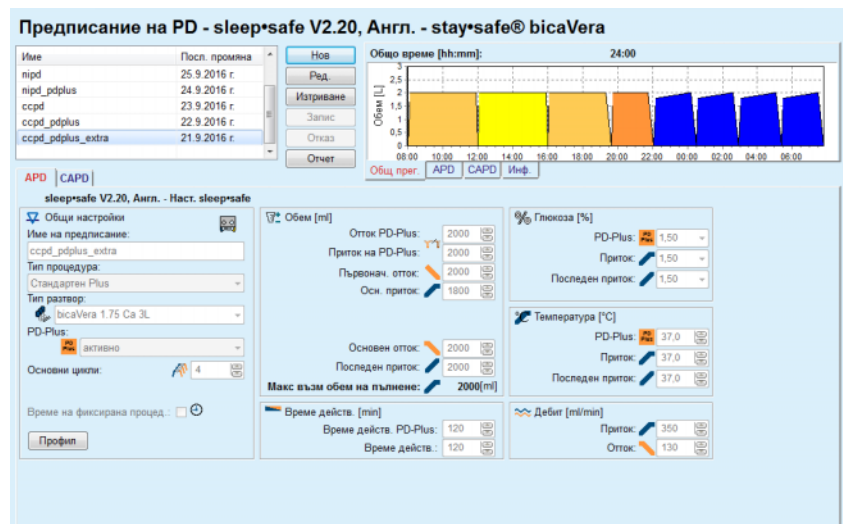 Предписание на PD - sleep•safe V2.20, Англ. - stay•safe® bicaVera
Име Посл. промяна
nipd 25.9.2016 г.
nipd_pdplus 24.9.2016 г.
ccpd 23.9.2016 г.
ccpd_pdplus 22.9.2016 г.
ccpd_pdplus_extra 21.9.2016 г.
Нов
Ред.
Изтриване
Запис
Отказ
Отчет
Общо време [hh:mm]: 24:00
Обем [L]
3
2,5
2
1,5
1
0,5
0
08:00 10:00 12:00 14:00 16:00 18:00 20:00 22:00 00:00 02:00 04:00 06:00
Общ прег. APD CAPD Инф.
APD CAPD
sleep•safe V2.20, Англ. - Наст. sleep•safe
Общи настройки
Име на предписание:
ccpd_pdplus_extra
Тип процедура:
Стандартен Plus
Тип разтвор:
bicaVera 1.75 Ca 3L
PD-Plus:
PD Plus активно
Основни цикли: 4
Време на фиксирана процед.:
Профил
Обем [ml]
Отток PD-Plus: 2000
Приток на PD-Plus: 2000
Първонач. отток: 2000
Осн. приток: 1800
Основен отток: 2000
Последен приток: 2000
Макс възм обем на пълнене: 2000[ml]
Време действ. [min]
Време действ. PD-Plus: 120
Време действ.: 120
Глюкоза [%]
PD-Plus: PD Plus 1,50
Приток: 1,50
Последен приток: 1,50
Температура [°C]
PD-Plus: PD Plus 37,0
Приток: 37,0
Последен приток: 37,0
Дебит [ml/min]
Приток: 350
Отток: 130